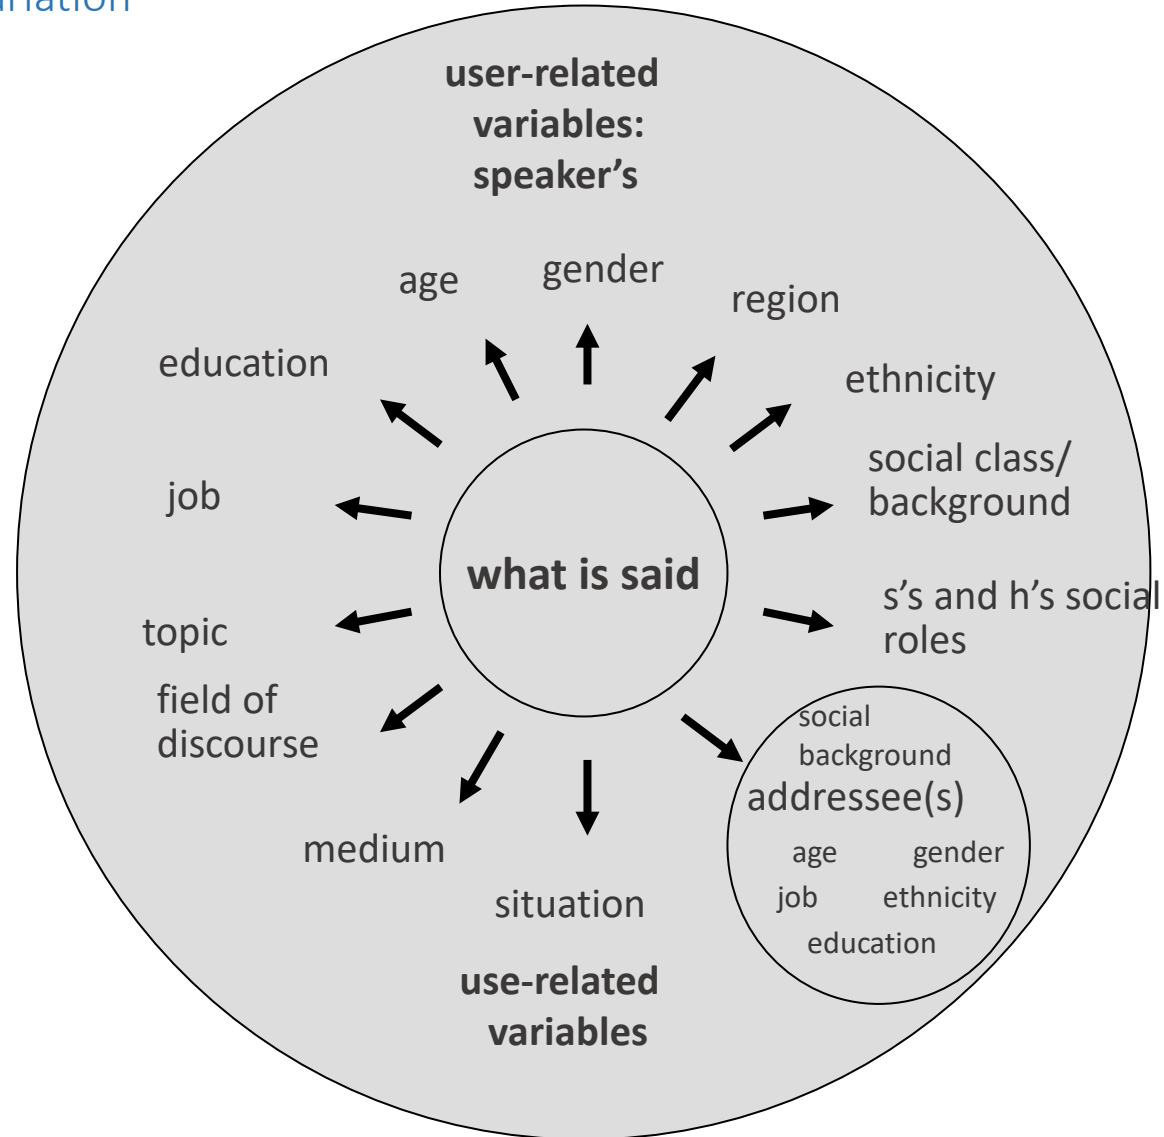 user-related
variables:
speaker’s
age
gender
region
education
ethnicity
social class/
background
job
what is said
s’s and h’s social
roles
topic
field of
discourse
social
background
addressee(s)
medium
age
gender
situation
job
ethnicity
education
use-related
variables